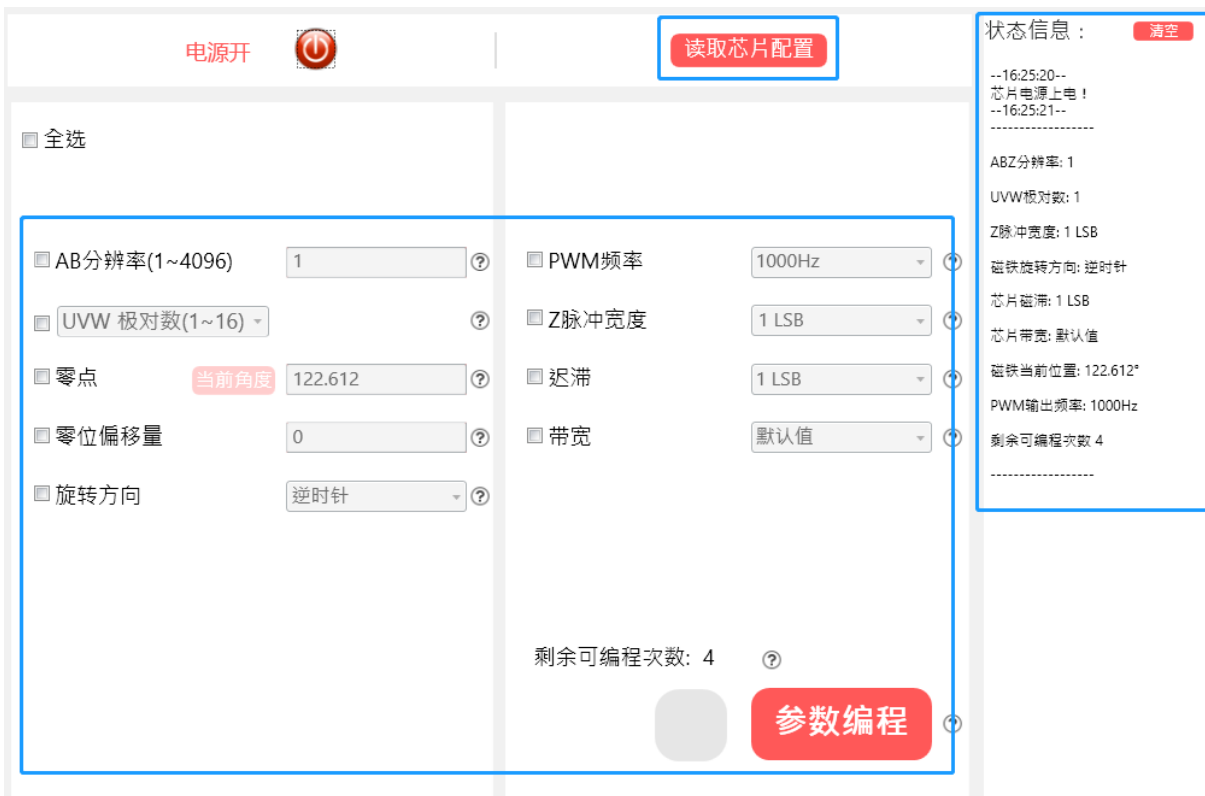 电源开
读取芯片配置
全选
AB分辨率(1~4096) 1 ?
UVW 极对数(1~16) ?
零点 当前角度 122.612 ?
零位偏移量 0 ?
旋转方向 逆时针 ?
PWM频率 1000Hz ?
Z脉冲宽度 1 LSB ?
迟滞 1 LSB ?
带宽 默认值 ?
剩余可编程次数: 4 ?
参数编程 ?
状态信息： 清空
--16:25:20--
芯片电源上电！
--16:25:21--
------------------
ABZ分辨率: 1
UVW极对数: 1
Z脉冲宽度: 1 LSB
磁铁旋转方向: 逆时针
芯片磁滞: 1 LSB
芯片带宽: 默认值
磁铁当前位置: 122.612°
PWM输出频率: 1000Hz
剩余可编程次数 4
------------------